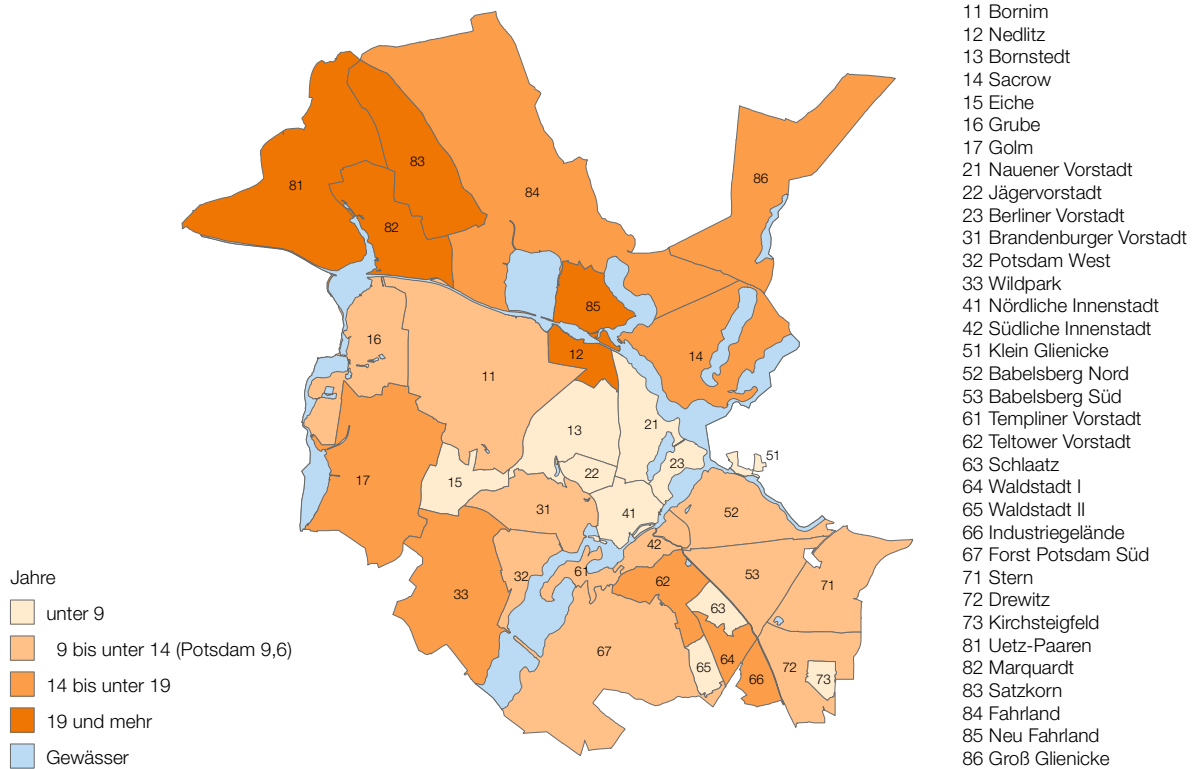 11 Bornim
12 Nedlitz
13 Bornstedt
14 Sacrow
15 Eiche
16 Grube
17 Golm
21 Nauener Vorstadt
22 Jägervorstadt
23 Berliner Vorstadt
31 Brandenburger Vorstadt
32 Potsdam West
33 Wildpark
41 Nördliche Innenstadt
42 Südliche Innenstadt
51 Klein Glienicke
52 Babelsberg Nord
53 Babelsberg Süd
61 Templiner Vorstadt
62 Teltower Vorstadt
63 Schlaatz
64 Waldstadt I
65 Waldstadt II
66 Industriegelände
67 Forst Potsdam Süd
71 Stern
72 Drewitz
73 Kirchsteigfeld
81 Uetz-Paaren
82 Marquardt
83 Satzkorn
84 Fahrland
85 Neu Fahrland
86 Groß Glienicke
83
86
81
84
82
85
16
12
14
11
21
13
51
23
22
17
15
31
52
41
42
61
53
32
62
71
33
63
67
64
65
72
66
73
Jahre
unter 9
9 bis unter 14 (Potsdam 9,6)
14 bis unter 19
19 und mehr
Gewässer